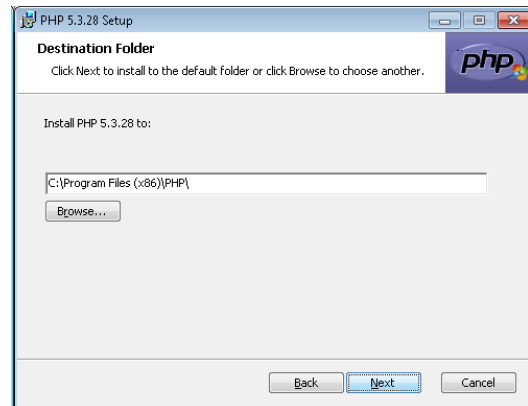 PHP 5.3.28 Setup
Destination Folder
Click Next to install to the default folder or click Browse to choose another.
php
Install PHP 5.3.28 to:
C:\Program Files (x86)\PHP\
Browse...
Back Next Cancel